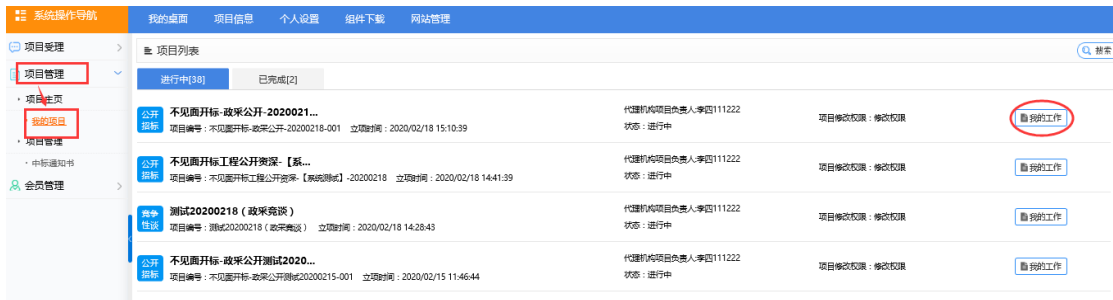 系统操作导航
我的桌面 项目信息 个人设置 组件下载 网站管理
项目受理
项目管理
项目主页
我的项目
项目管理
中标通知书
会员管理
项目列表
搜索
进行中[38] 已完成[2]
公开招标
不见面开标-政采公开-2020021...
项目编号：不见面开标-政采公开-20200218-001 立项时间：2020/02/18 15:10:39
代理机构项目负责人:李四111222
状态：进行中
项目修改权限：修改权限
我的工作
公开招标
不见面开标工程公开资深-【系...
项目编号：不见面开标工程公开资深-【系统测试】-20200218 立项时间：2020/02/18 14:41:39
代理机构项目负责人:李四111222
状态：进行中
项目修改权限：修改权限
我的工作
竞争性谈
测试20200218（政采竞谈）
项目编号：测试20200218（政采竞谈） 立项时间：2020/02/18 14:28:43
代理机构项目负责人:李四111222
状态：进行中
项目修改权限：修改权限
我的工作
公开招标
不见面开标-政采公开测试2020...
项目编号：不见面开标-政采公开测试20200215-001 立项时间：2020/02/15 11:46:44
代理机构项目负责人:李四111222
状态：进行中
项目修改权限：修改权限
我的工作